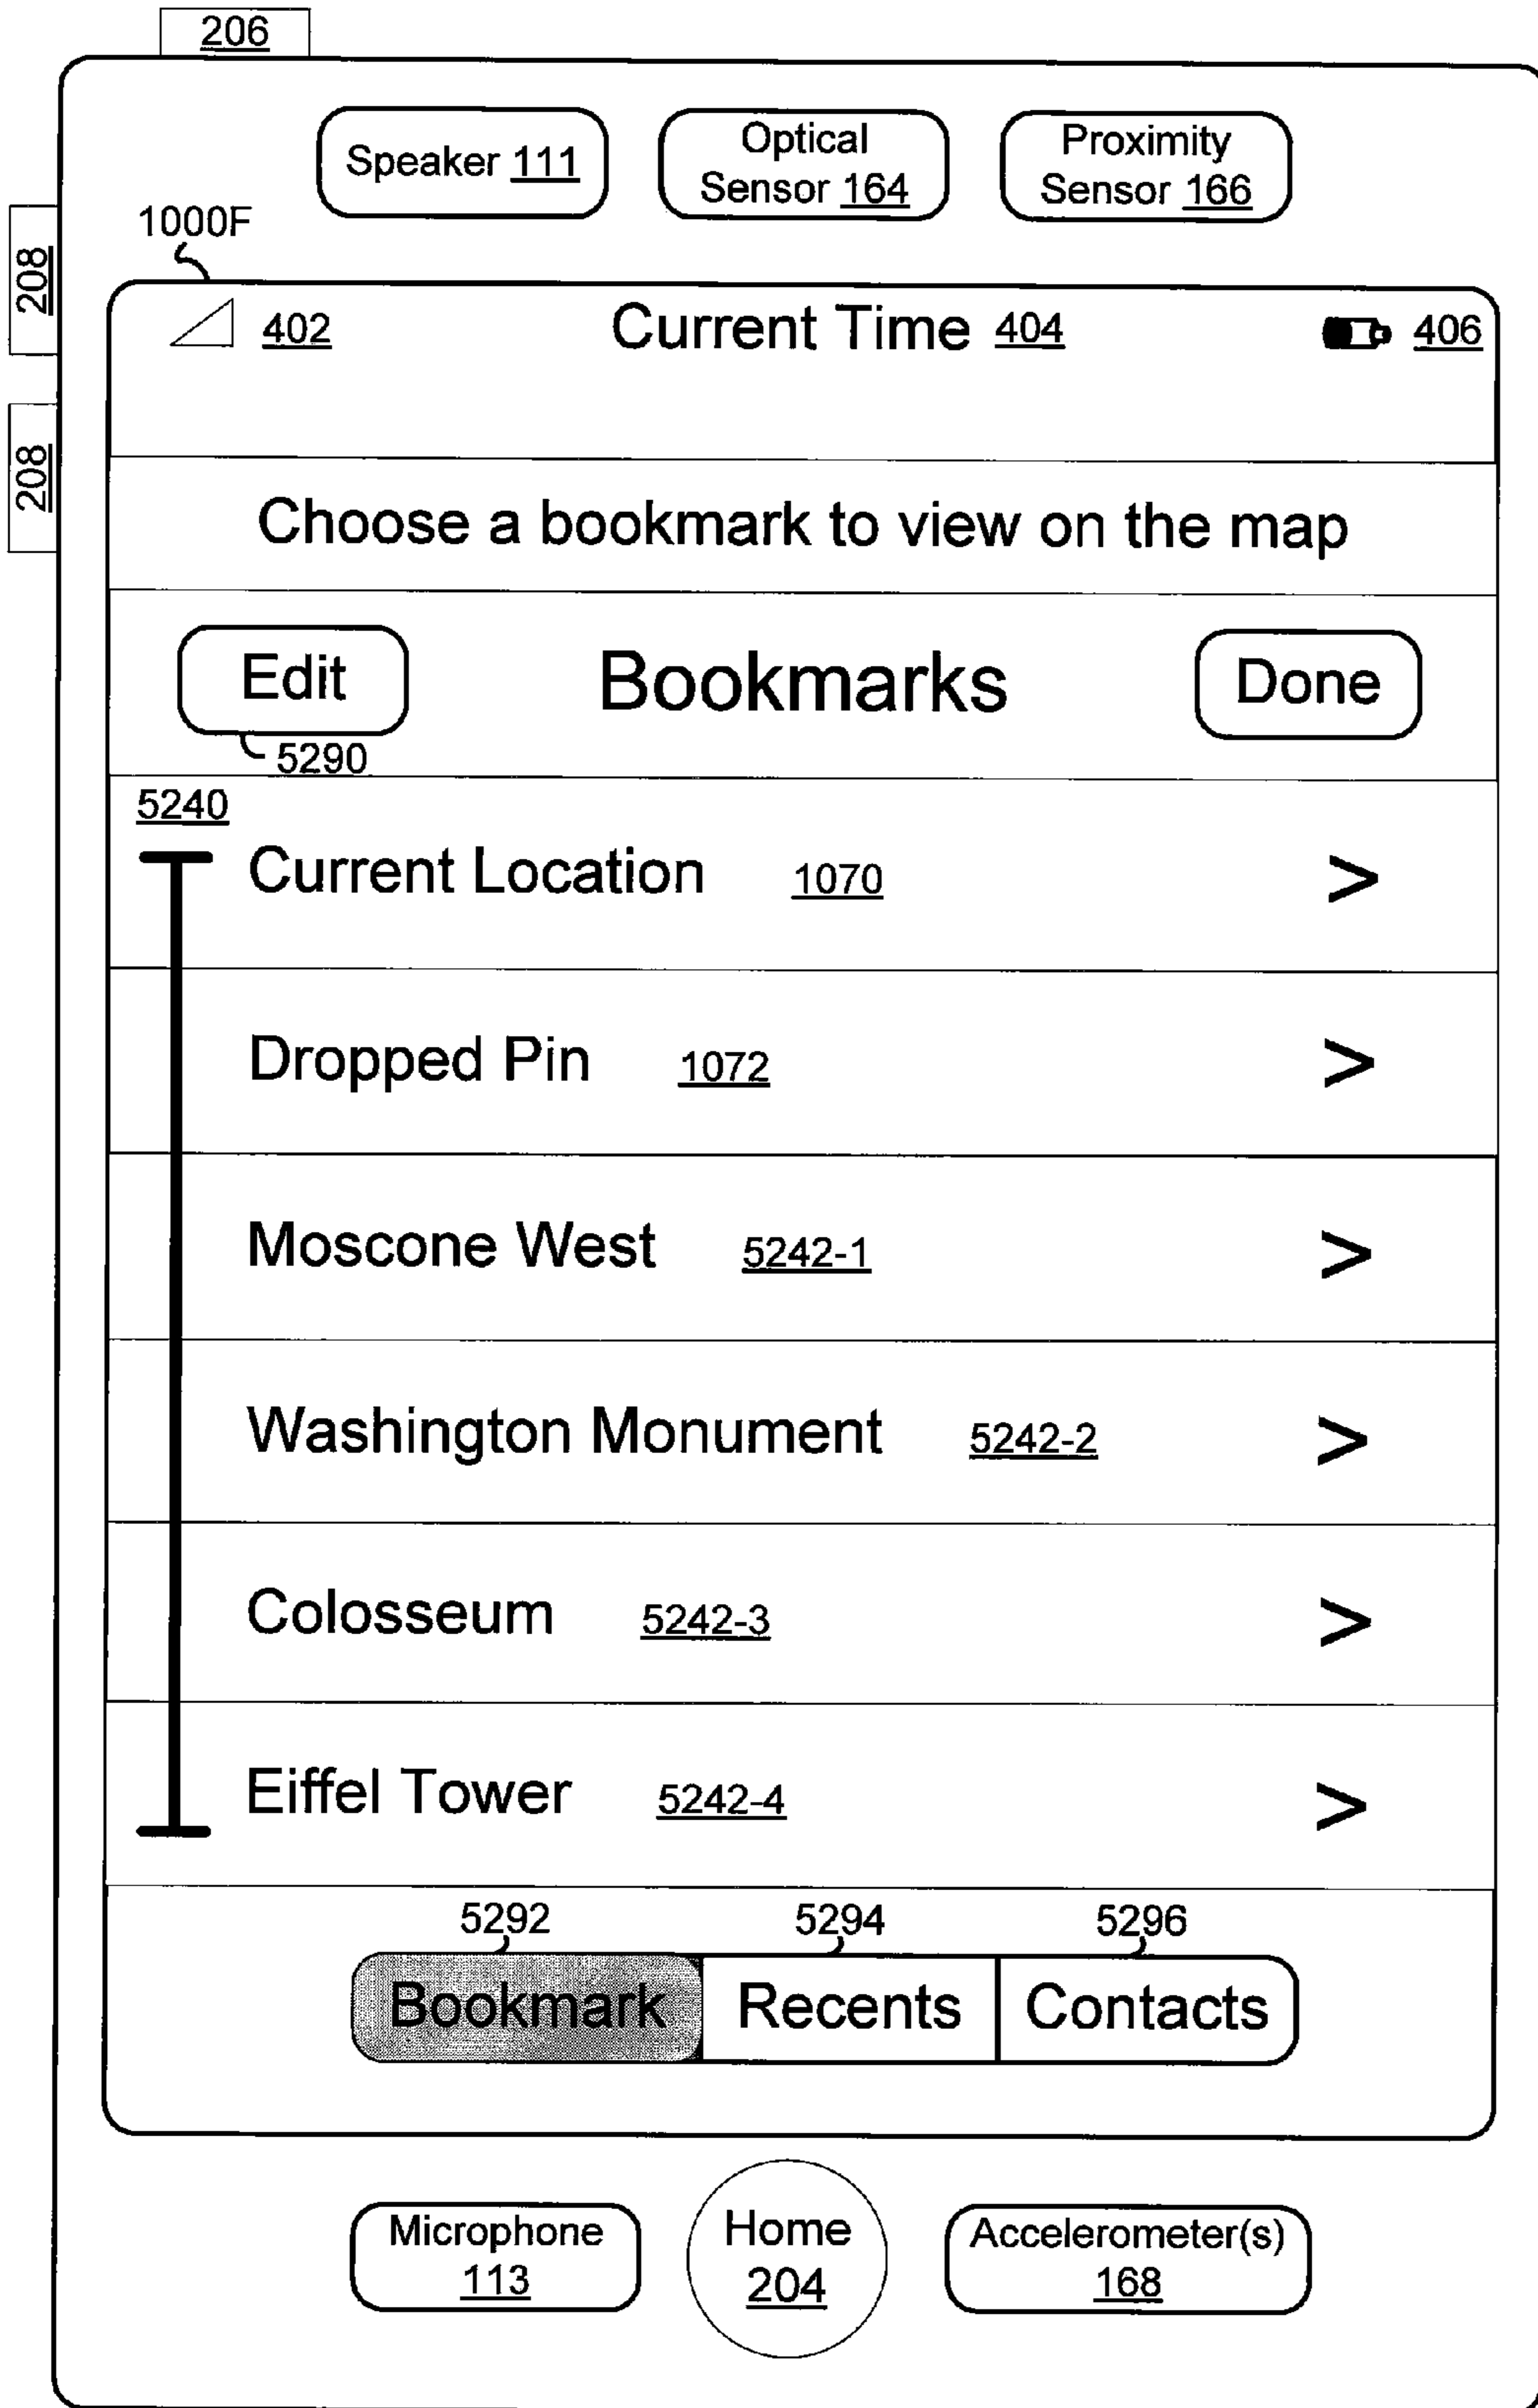 206
Speaker 111
Optical
Sensor 164
Proximity
Sensor 166
1000F
208
208
402
Current Time 404
406
Choose a bookmark to view on the map
Edit
Bookmarks
Done
5290
5240
Current Location 1070 >
Dropped Pin 1072 >
Moscone West 5242-1 >
Washington Monument 5242-2 >
Colosseum 5242-3 >
Eiffel Tower 5242-4 >
5292 5294 5296
Bookmark Recents Contacts
Microphone
113
Home
204
Accelerometer(s)
168